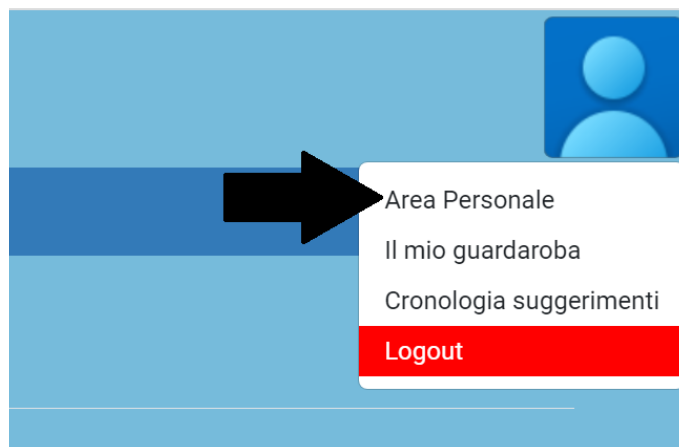 Area Personale
Il mio guardaroba
Cronologia suggerimenti
Logout